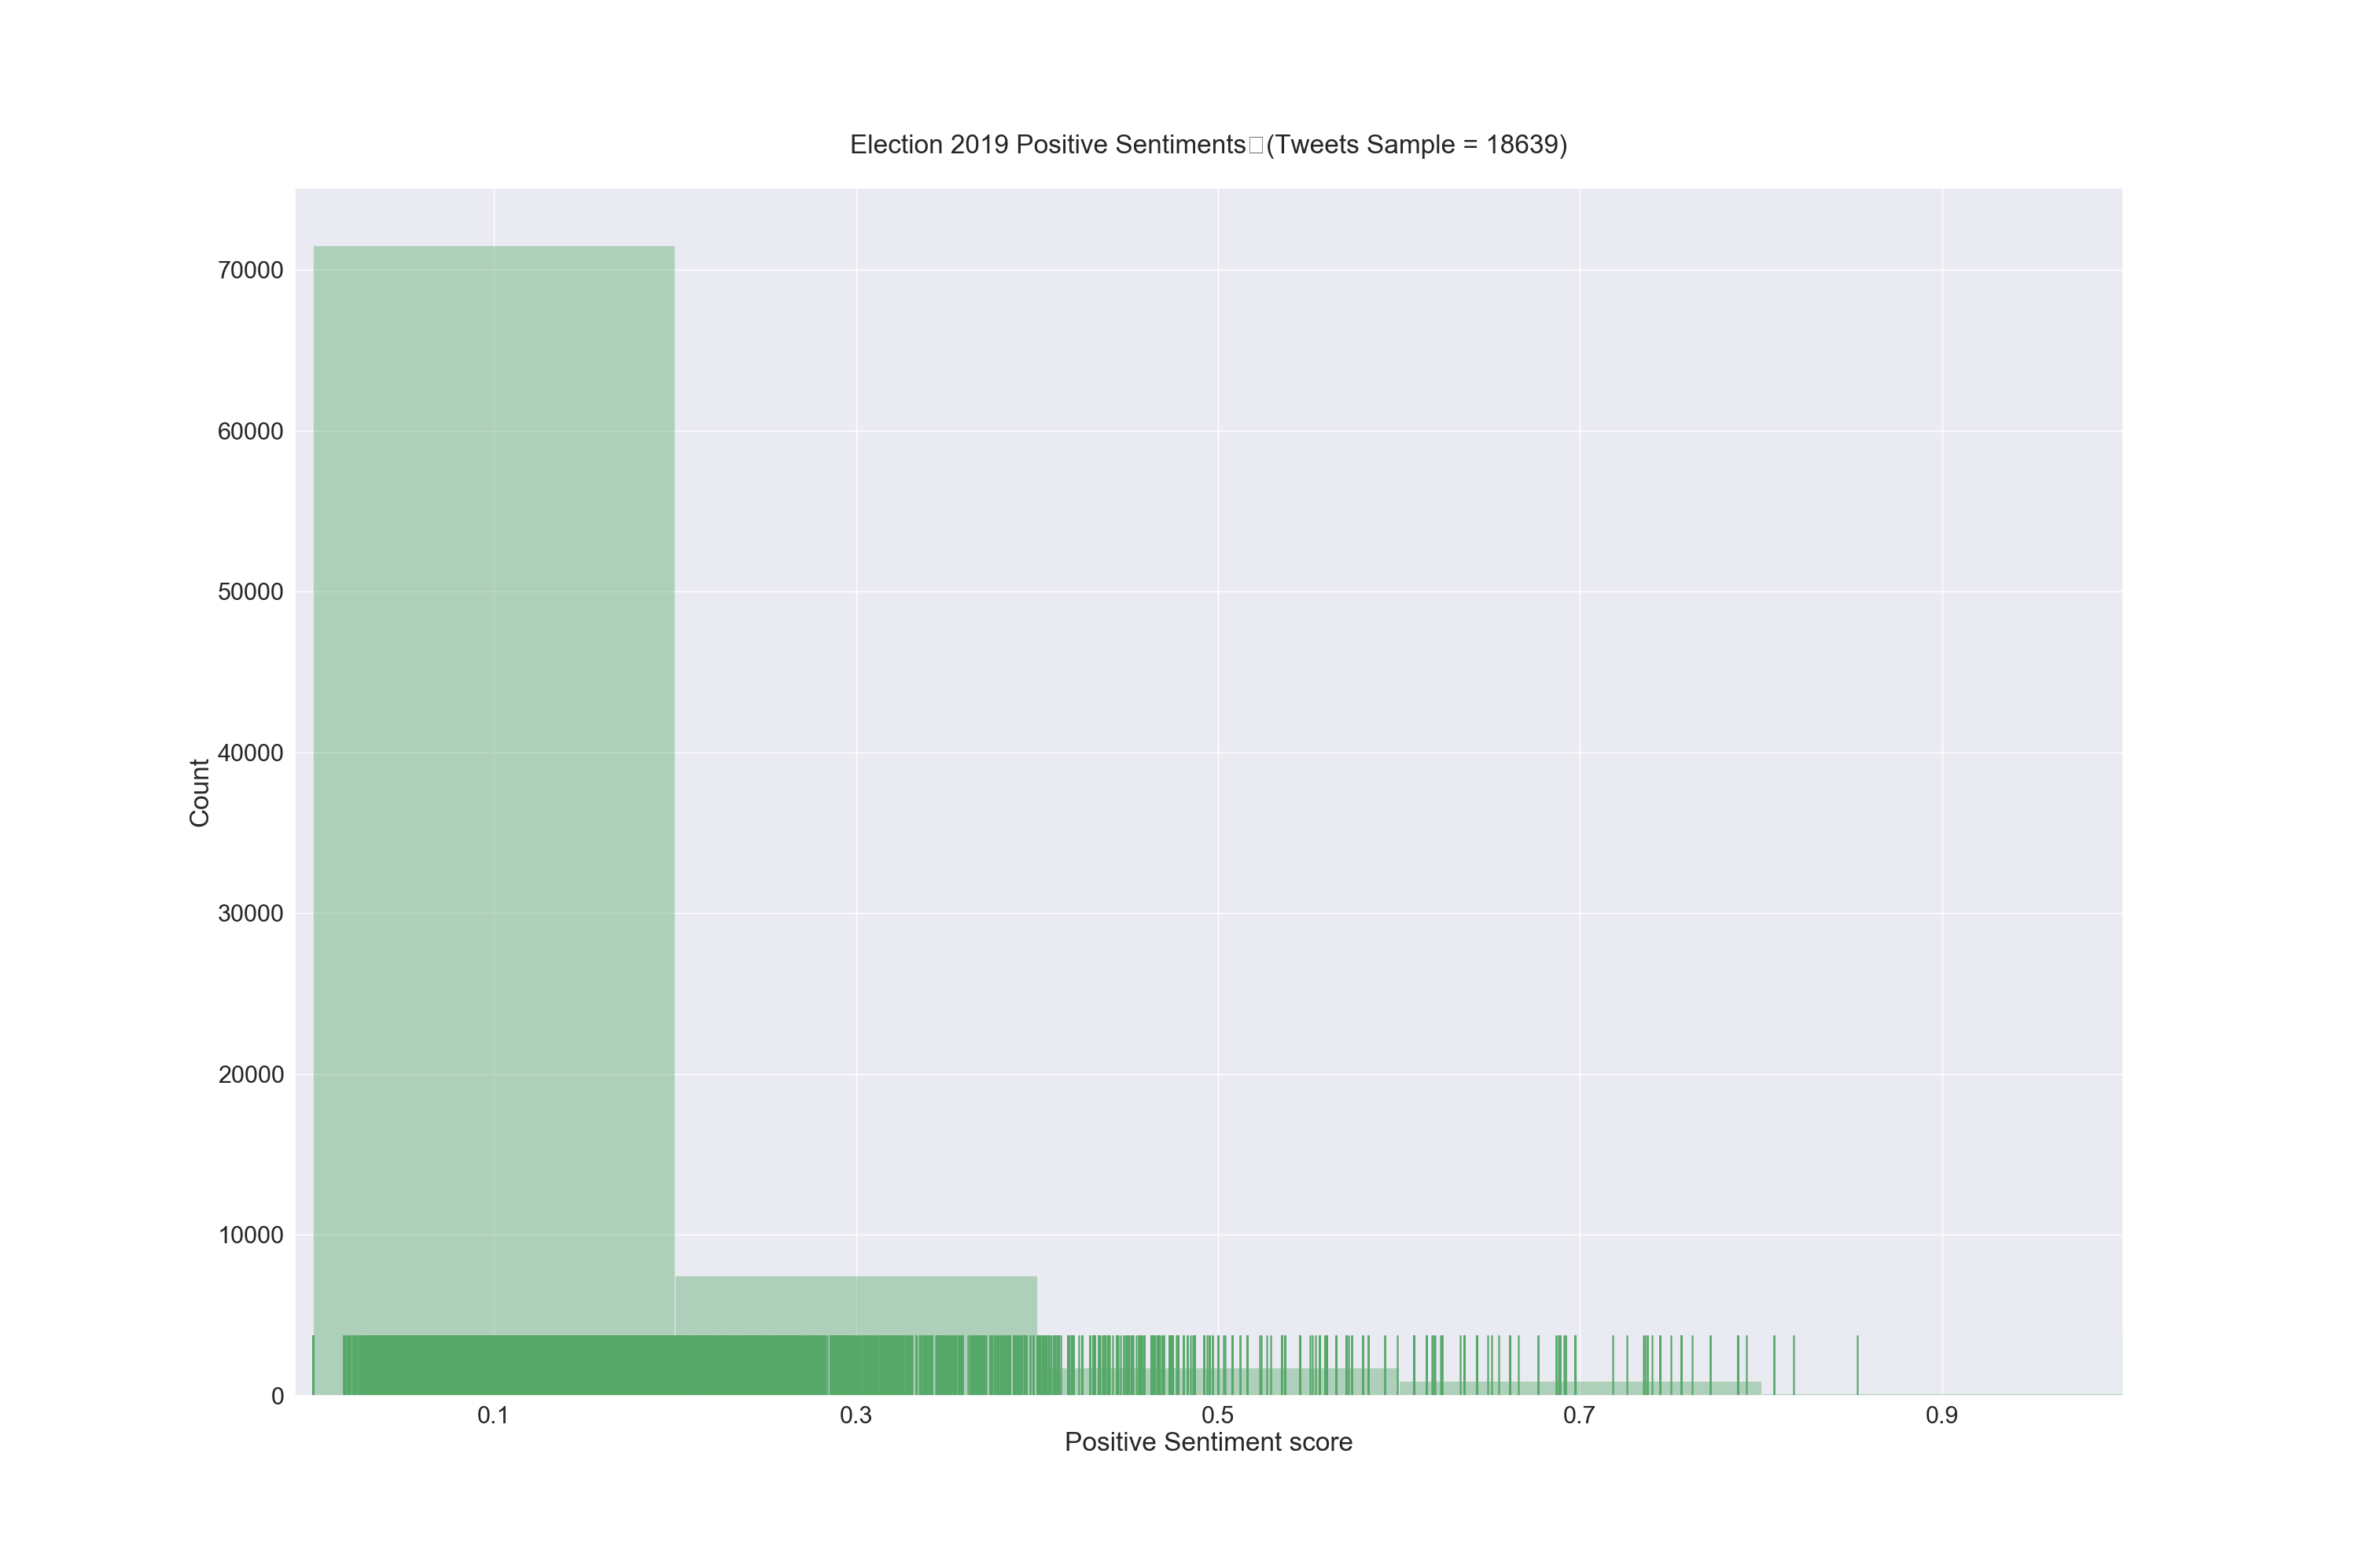 Election 2019 Positive Sentiments□(Tweets Sample = 18639)
70000
60000
50000
40000
30000
20000
10000
0
Count
0.1 0.3 0.5 0.7 0.9
Positive Sentiment score